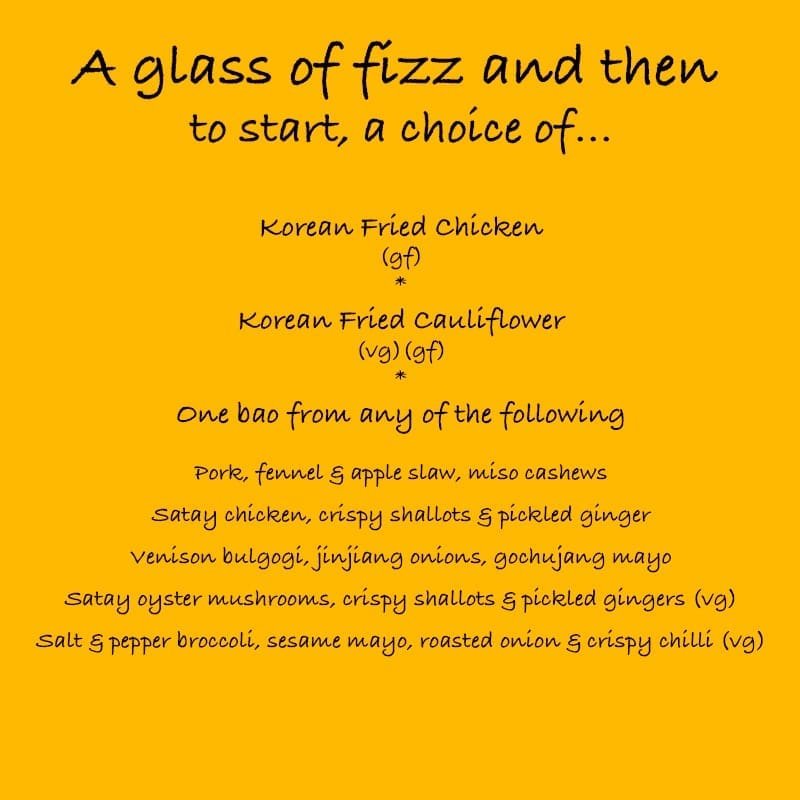 A glass of fizz and then
to start, a choice of...
Korean Fried Chicken
(gf)
*
Korean Fried Cauliflower
(vg) (gf)
*
One bao from any of the following
Pork, fennel & apple slaw, miso cashews
Satay chicken, crispy shallots & pickled ginger
Venison bulgogi, jinjiang onions, gochujang mayo
Satay oyster mushrooms, crispy shallots & pickled gingers (vg)
Salt & pepper broccoli, sesame mayo, roasted onion & crispy chilli (vg)